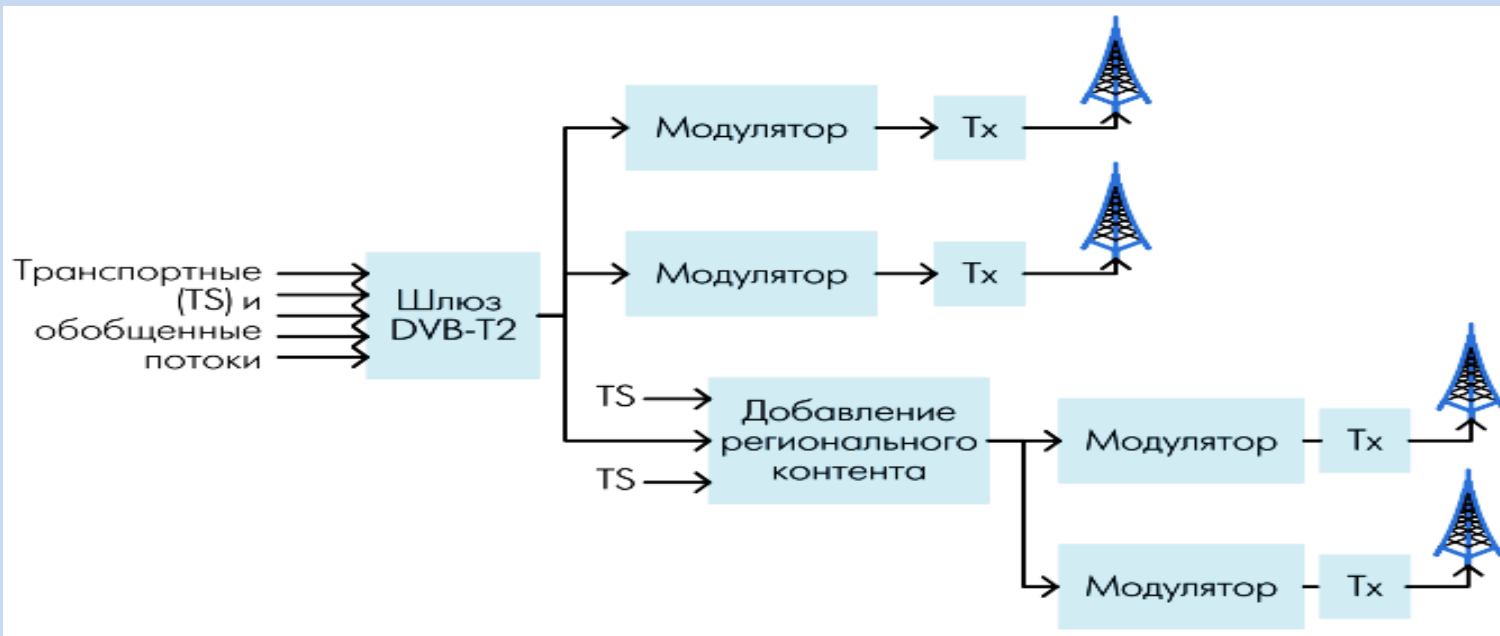 Модулятор
Tx
Модулятор
Tx
Транспортные
(TS) и
обобщенные
потоки
Шлюз
DVB-T2
TS
TS
Добавление
регионального
контента
Модулятор
Tx
Модулятор
Tx